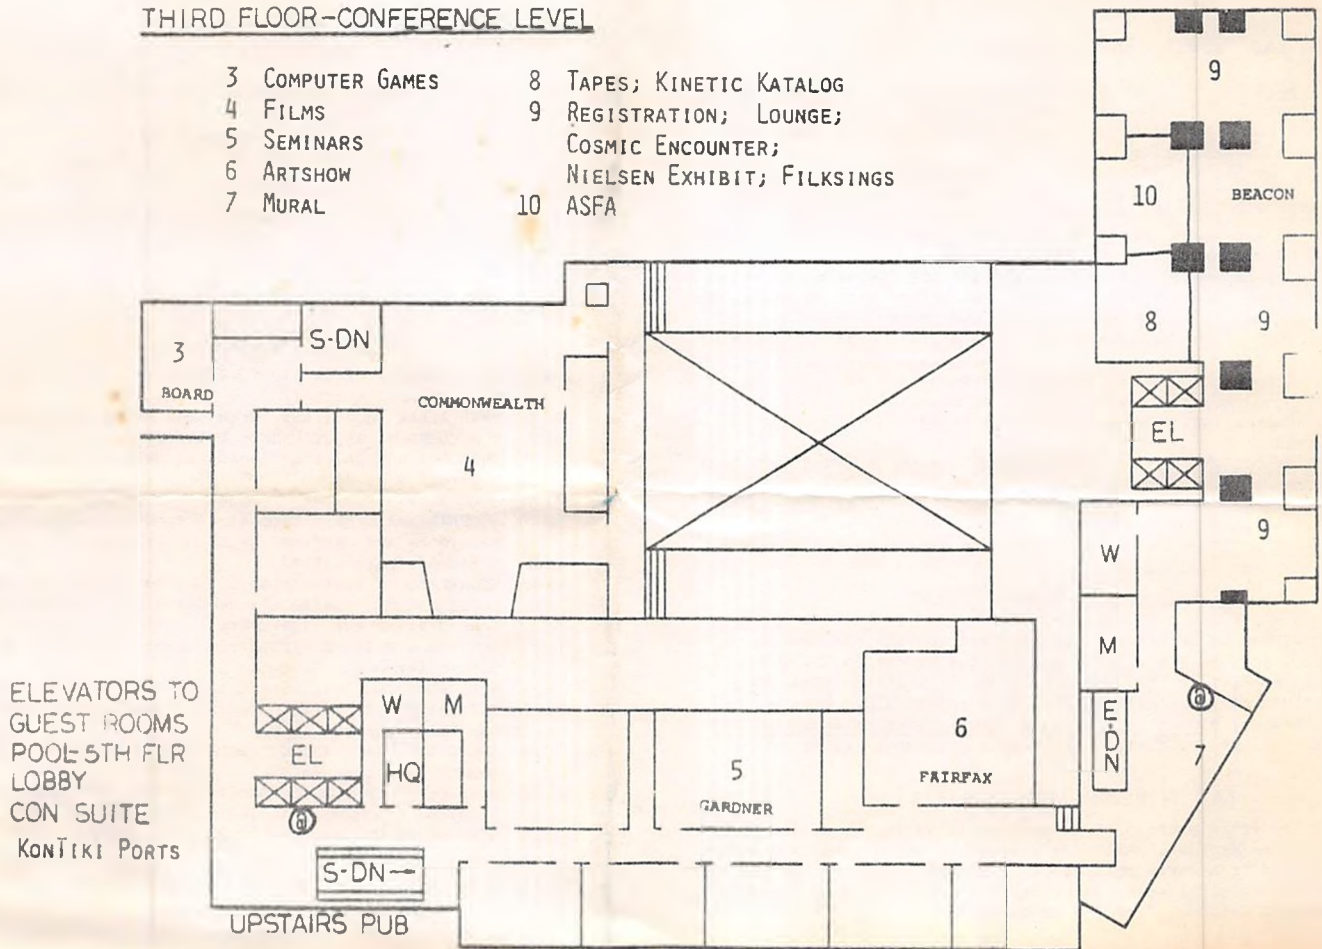 THIRD FLOOR-CONFERENCE LEVEL
3 COMPUTER GAMES
4 FILMS
5 SEMINARS
6 ARTSHOW
7 MURAL
8 TAPES; KINETIC KATALOG
9 REGISTRATION; LOUNGE;
COSMIC ENCOUNTER;
NIELSEN EXHIBIT; FILKSINGS
10 ASFA
9
10
BEACON
8
9
3
BOARD
S-DN
COMMONWEALTH
4
EL
9
W
M
E-DN
@
7
ELEVATORS TO
GUEST ROOMS
POOL-5TH FLR
LOBBY
CON SUITE
KONTIKI PORTS
EL
W
M
HQ
@
5
GARDNER
6
FAIRFAX
S-DN→
UPSTAIRS PUB